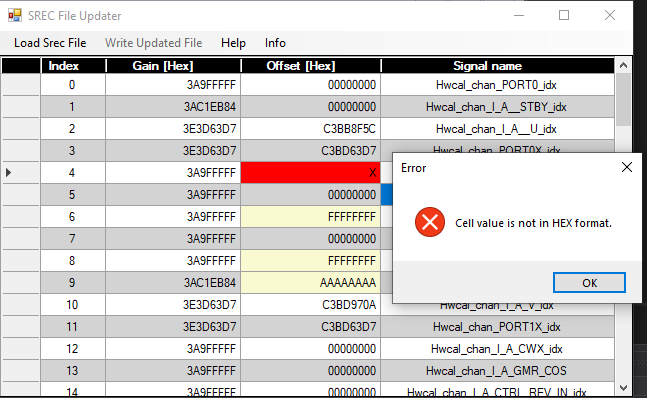 SREC File Updater
Load Srec File Write Updated File Help Info
Index Gain [Hex] Offset [Hex] Signal name
0 3A9FFFFF 00000000 Hwcal_chan_PORT0_idx
1 3AC1EB84 00000000 Hwcal_chan_I_A__STBY_idx
2 3E3D63D7 C3BB8F5C Hwcal_chan_I_A__U_idx
3 3E3D63D7 C3BD63D7 Hwcal_chan_PORT0X_idx
4 3A9FFFFF X
5 3A9FFFFF 00000000
6 3A9FFFFF FFFFFFFF
7 3A9FFFFF 00000000
8 3A9FFFFF FFFFFFFF
9 3AC1EB84 AAAAAAAA
Error
Cell value is not in HEX format.
OK
10 3E3D63D7 C3BD970A Hwcal_chan_I_A_V_idx
11 3E3D63D7 C3BD63D7 Hwcal_chan_PORT1X_idx
12 3A9FFFFF 00000000 Hwcal_chan_I_A_CWX_idx
13 3A9FFFFF 00000000 Hwcal_chan_I_A_GMR_COS
14 3A9FFFFF 00000000 Hwcal_chan_I_A_CTRL_REV_IN_idx